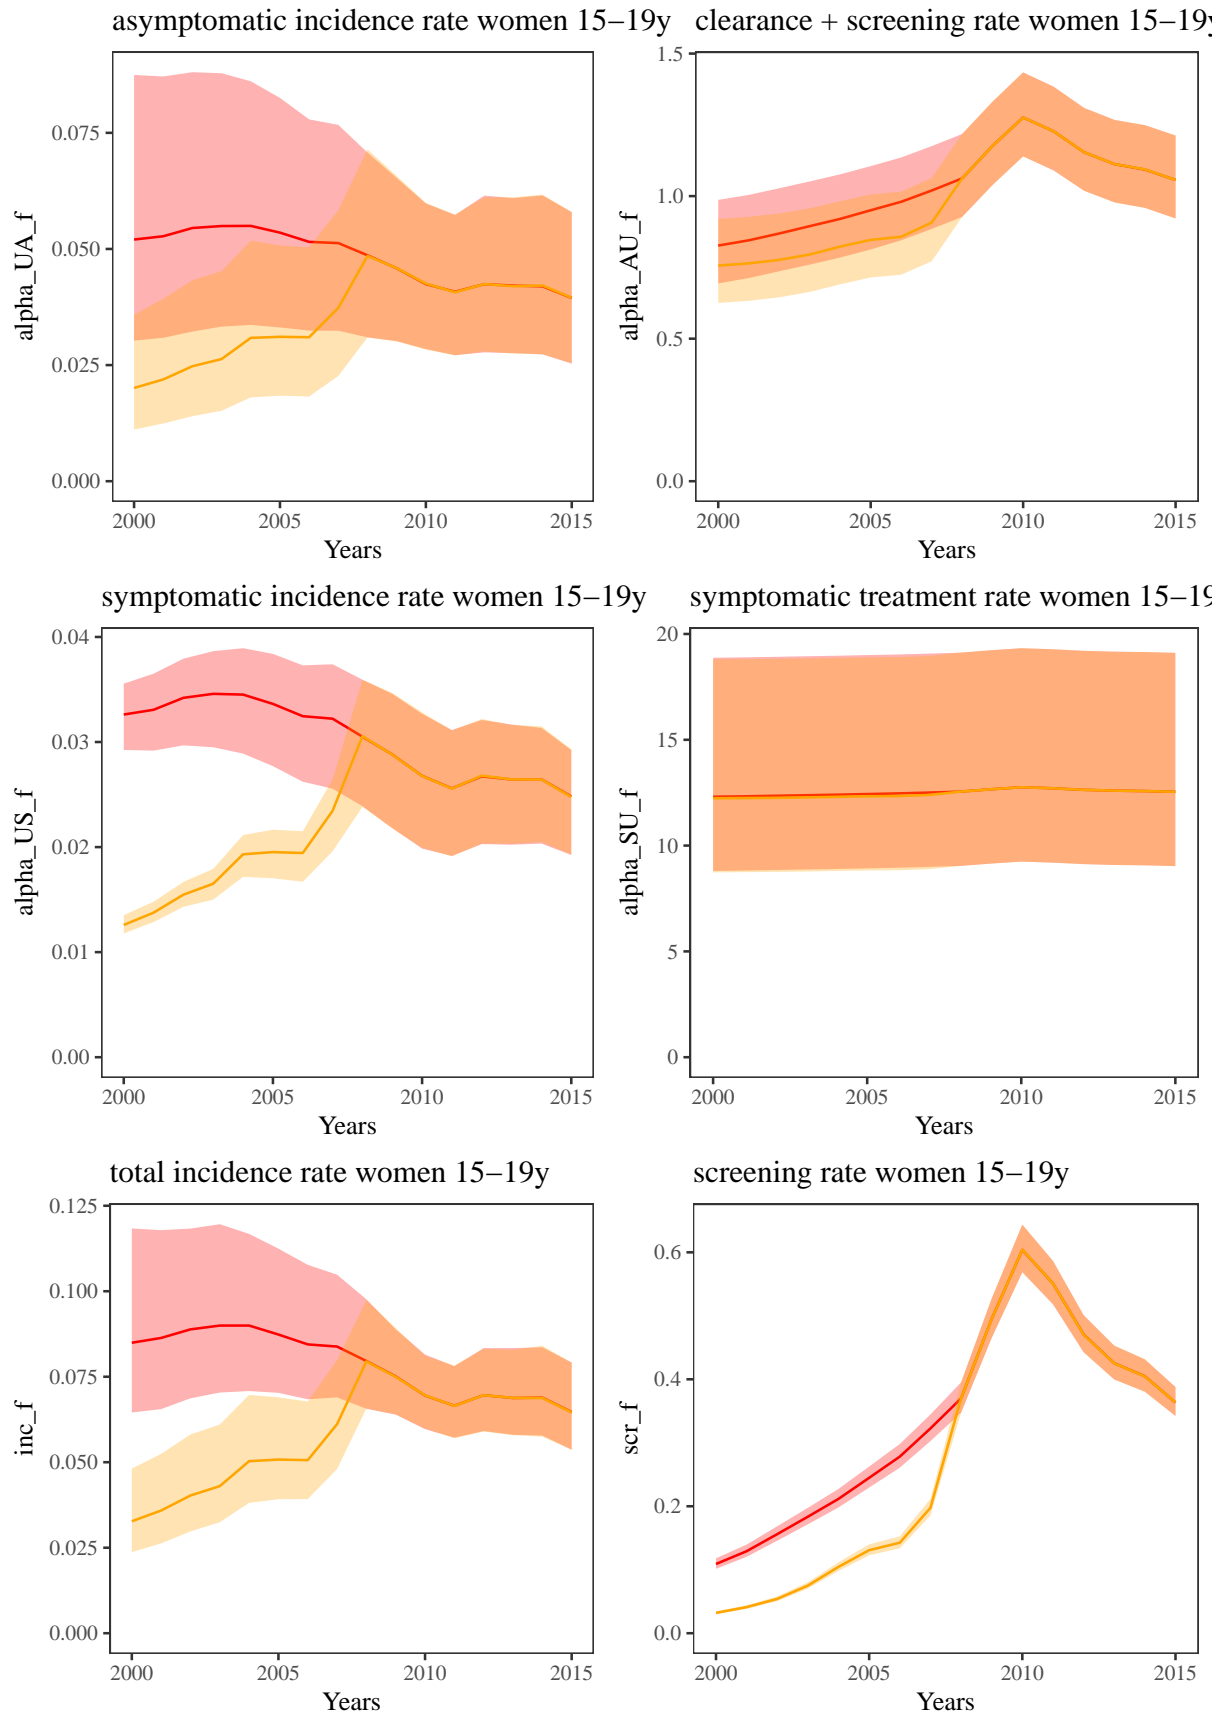 asymptomatic incidence rate women 15–19y
alpha_UA_f
0.075
0.050
0.025
0.000
2000 2005 2010 2015
Years
clearance + screening rate women 15–19y
alpha_AU_f
1.5
1.0
0.5
0.0
2000 2005 2010 2015
Years
symptomatic incidence rate women 15–19y
alpha_US_f
0.04
0.03
0.02
0.01
0.00
2000 2005 2010 2015
Years
symptomatic treatment rate women 15–19
alpha_SU_f
20
15
10
5
0
2000 2005 2010 2015
Years
total incidence rate women 15–19y
inc_f
0.125
0.100
0.075
0.050
0.025
0.000
2000 2005 2010 2015
Years
screening rate women 15–19y
scr_f
0.6
0.4
0.2
0.0
2000 2005 2010 2015
Years